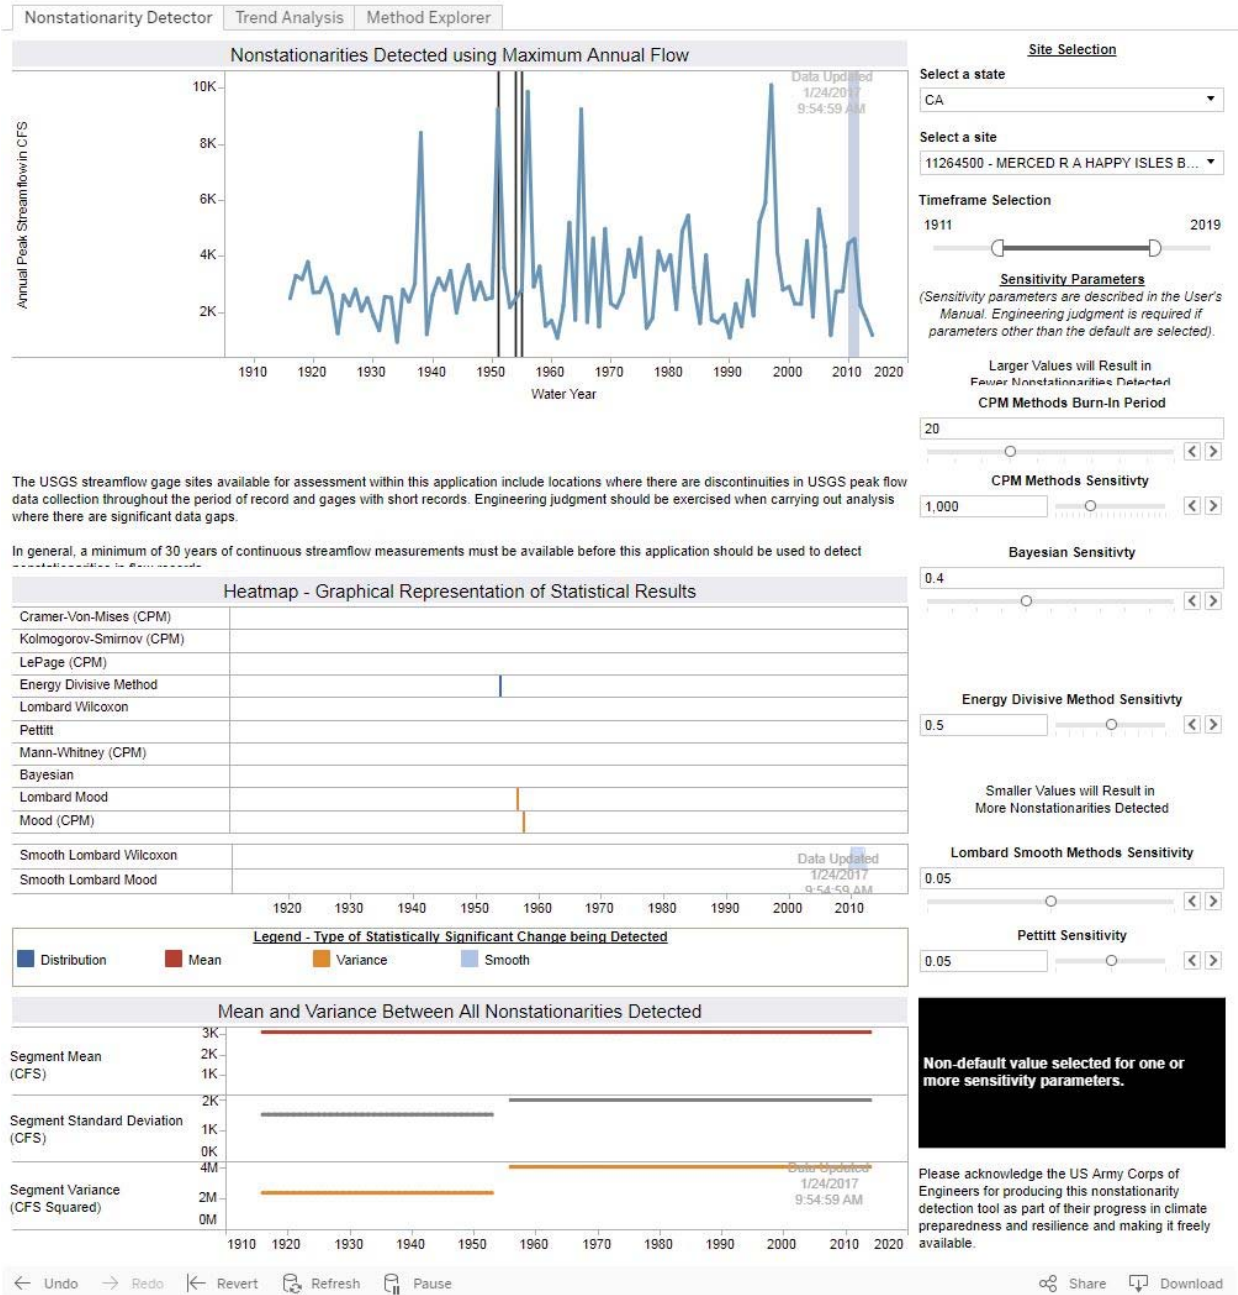 Nonstationarity Detector
Trend Analysis
Method Explorer
Nonstationarities Detected using Maximum Annual Flow
Annual Peak Streamflow in CFS
10K
8K
6K
4K
2K
Data Updated
1/24/2017
9:54:59 AM
1910 1920 1930 1940 1950 1960 1970 1980 1990 2000 2010 2020
Water Year
The USGS streamflow gage sites available for assessment within this application include locations where there are discontinuities in USGS peak flow
data collection throughout the period of record and gages with short records. Engineering judgment should be exercised when carrying out analysis
where there are significant data gaps.
In general, a minimum of 30 years of continuous streamflow measurements must be available before this application should be used to detect
nonstationarities in flow records.
Heatmap - Graphical Representation of Statistical Results
Cramer-Von-Mises (CPM)
Kolmogorov-Smirnov (CPM)
LePage (CPM)
Energy Divisive Method
Lombard Wilcoxon
Pettitt
Mann-Whitney (CPM)
Bayesian
Lombard Mood
Mood (CPM)
Smooth Lombard Wilcoxon
Smooth Lombard Mood
Data Updated
1/24/2017
9:54:59 AM
1920 1930 1940 1950 1960 1970 1980 1990 2000 2010
Legend - Type of Statistically Significant Change being Detected
Distribution
Mean
Variance
Smooth
Mean and Variance Between All Nonstationarities Detected
Segment Mean
(CFS)
3K
2K
1K
Segment Standard Deviation
(CFS)
2K
1K
0K
Segment Variance
(CFS Squared)
4M
2M
0M
Data Updated
1/24/2017
9:54:59 AM
1910 1920 1930 1940 1950 1960 1970 1980 1990 2000 2010 2020
Site Selection
Select a state
CA
Select a site
11264500 - MERCED R A HAPPY ISLES B...
Timeframe Selection
1911 2019
Sensitivity Parameters
(Sensitivity parameters are described in the User's
Manual. Engineering judgment is required if
parameters other than the default are selected).
Larger Values will Result in
Fewer Nonstationarities Detected
CPM Methods Burn-In Period
20
CPM Methods Sensitivty
1,000
Bayesian Sensitivty
0.4
Energy Divisive Method Sensitivty
0.5
Smaller Values will Result in
More Nonstationarities Detected
Lombard Smooth Methods Sensitivity
0.05
Pettitt Sensitivity
0.05
Non-default value selected for one or
more sensitivity parameters.
Please acknowledge the US Army Corps of
Engineers for producing this nonstationarity
detection tool as part of their progress in climate
preparedness and resilience and making it freely
available.
Undo
Redo
Revert
Refresh
Pause
Share
Download